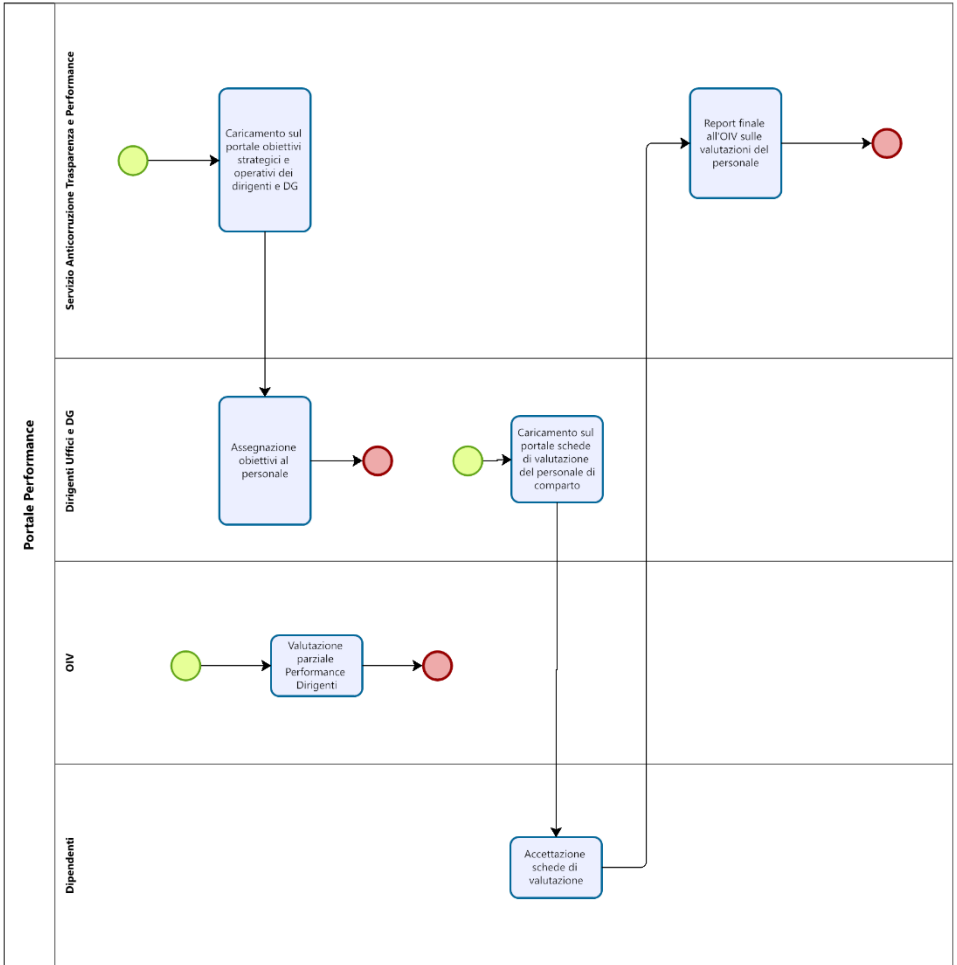 Portale Performance
Servizio Anticorruzione Trasparenza e Performance
Caricamento sul
portale obiettivi
strategici e
operativi dei
dirigenti e DG
Report finale
all'OIV sulle
valutazioni del
personale
Dirigenti Uffici e DG
Assegnazione
obiettivi al
personale
Caricamento sul
portale schede
di valutazione
del personale di
comparto
OIV
Valutazione
parziale
Performance
Dirigenti
Dipendenti
Accettazione
schede di
valutazione